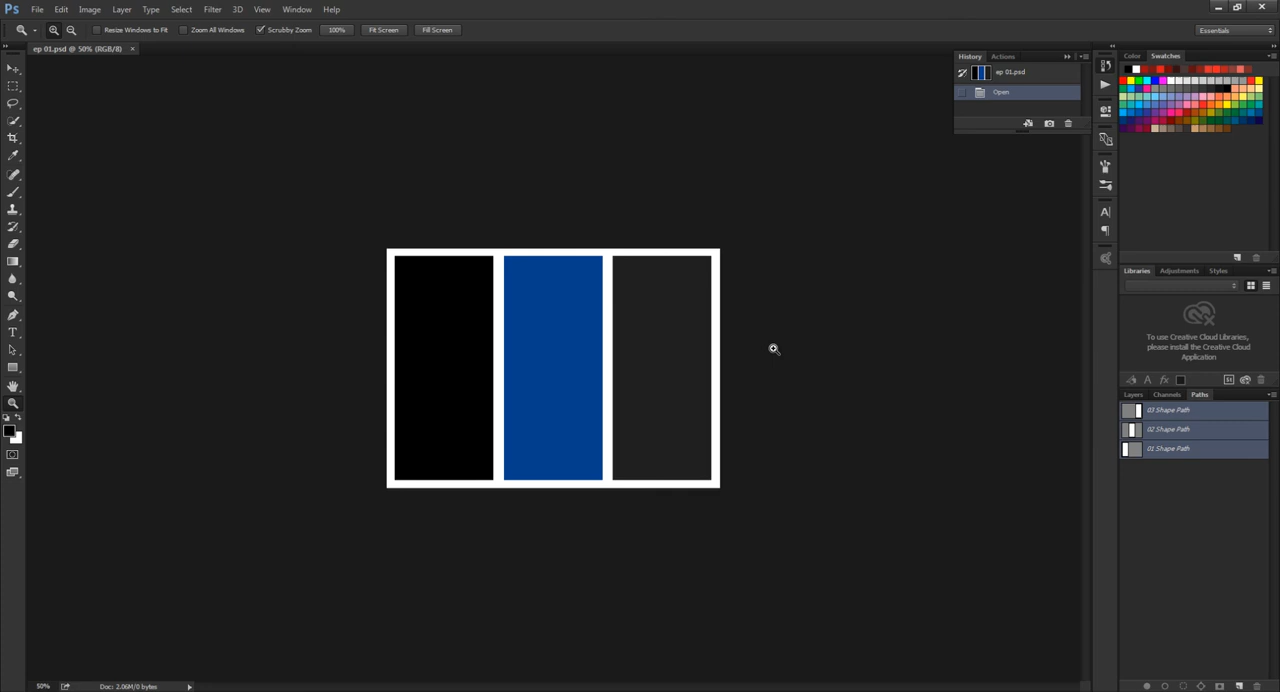 Ps File Edit Image Layer Type Select Filter 3D View Window Help
Resize Windows to Fit Zoom All Windows Scrubby Zoom 100% Fit Screen Fill Screen Essentials
ep 01.psd @ 50% (RGB/8) ×
History Actions
Color Swatches
ep 01.psd
Open
Libraries Adjustments Styles
To use Creative Cloud Libraries,
please install the Creative Cloud
Application
Layers Channels Paths
03 Shape Path
02 Shape Path
01 Shape Path
50% Doc: 2.06M/0 bytes